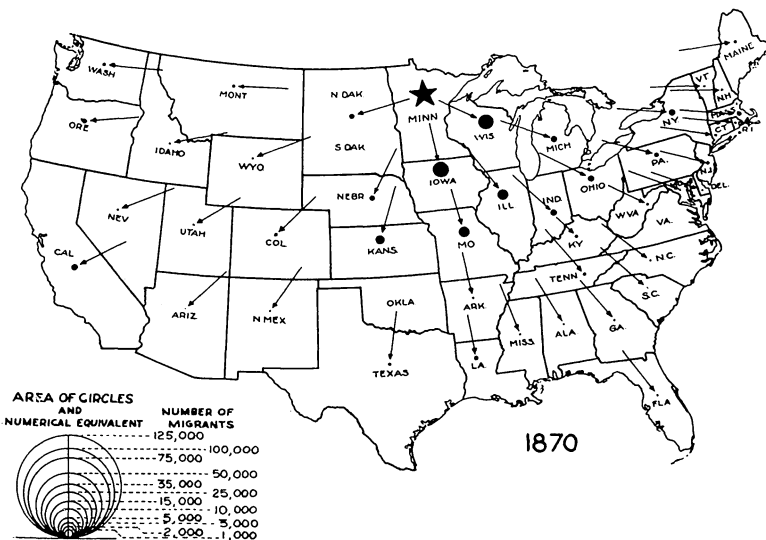 WASH
MONT
N DAK
MINN
MAINE
VT.
NH
MASS
CT
R.I.
NY
ORE
IDAHO
WYO
S DAK
WIS
MICH
IOWA
NEBR
NEV
UTAH
COL
KANS.
MO
ILL
IND.
OHIO
PA.
N.J.
DEL.
MD
W.VA
VA.
KY
CAL
ARIZ
N MEX
OKLA
ARK.
TENN
N.C.
S.C.
TEXAS
LA.
MISS
ALA.
GA.
FLA
1870
AREA OF CIRCLES
AND
NUMERICAL EQUIVALENT
NUMBER OF
MIGRANTS
125,000
100,000
75,000
50,000
35,000
25,000
15,000
10,000
5,000
3,000
2,000
1,000